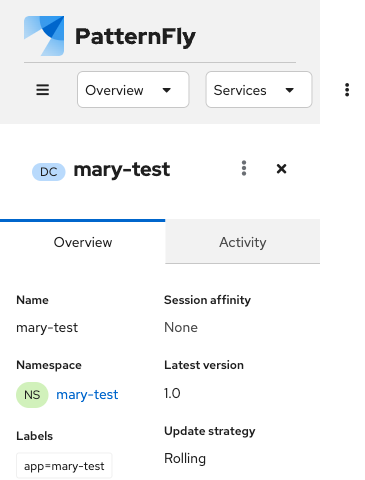 PatternFly
Overview
Services
DC
mary-test
Overview
Activity
Name
mary-test
Session affinity
None
Namespace
NS
mary-test
Latest version
1.0
Labels
app=mary-test
Update strategy
Rolling